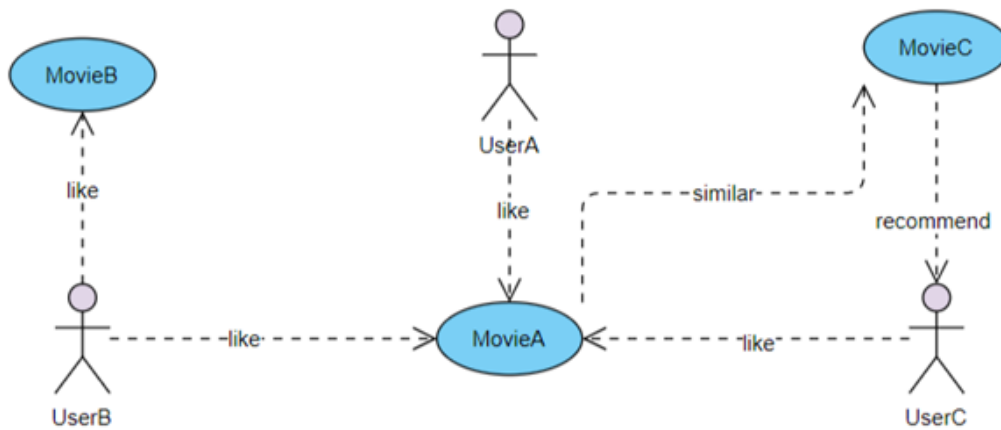 MovieB
MovieC
UserA
like
like
similar
recommend
like
MovieA
like
UserB
UserC